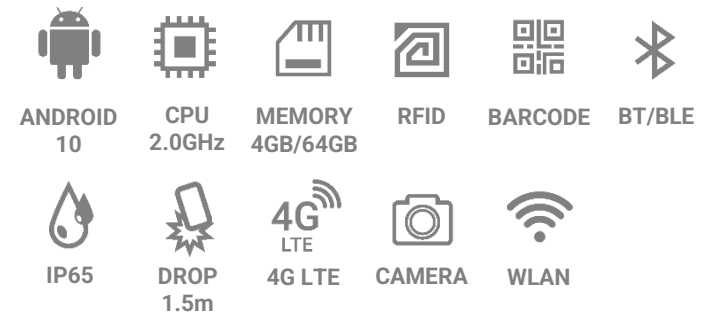 ANDROID
10
CPU
2.0GHz
MEMORY
4GB/64GB
RFID
BARCODE
BT/BLE
IP65
DROP
1.5m
4G
LTE
4G LTE
CAMERA
WLAN